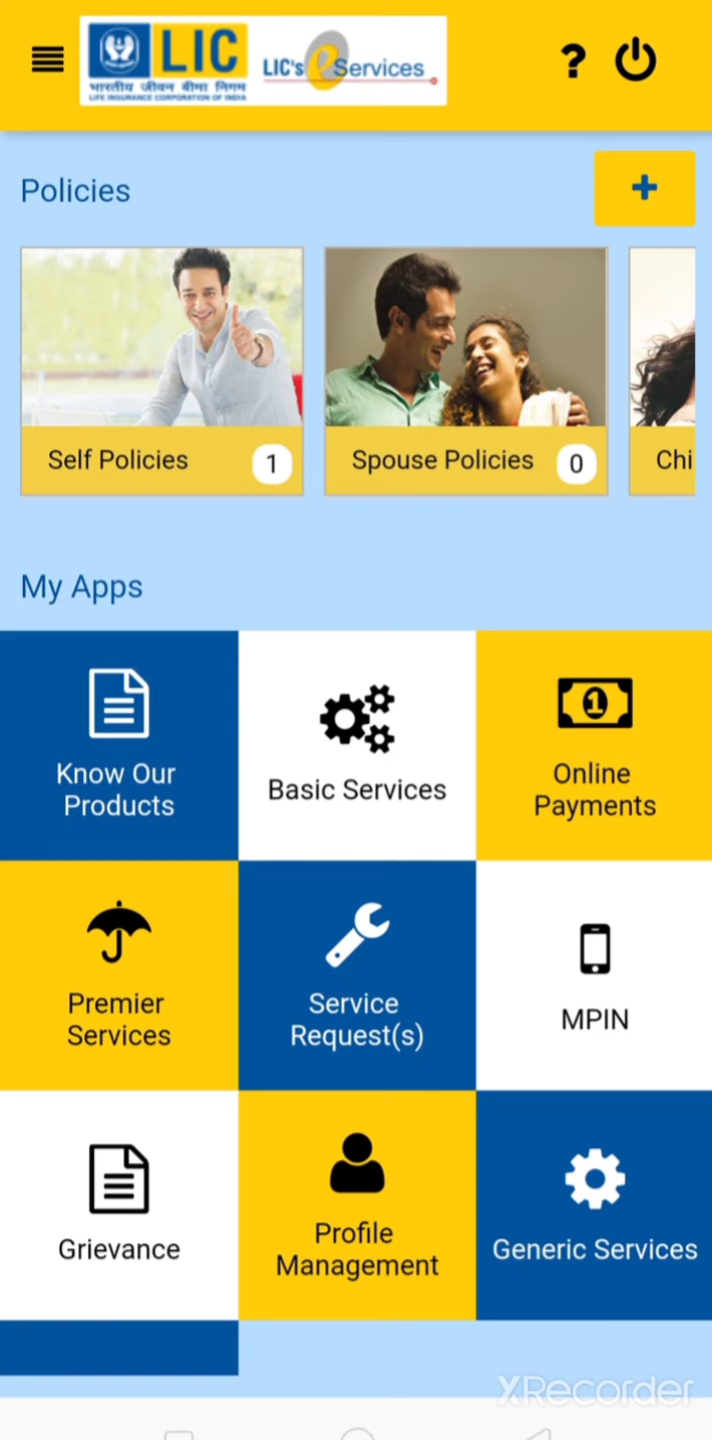 LIC
भारतीय जीवन बीमा निगम
LIFE INSURANCE CORPORATION OF INDIA
LIC's eServices
?
Policies
+
Self Policies 1
Spouse Policies 0
Chi
My Apps
Know Our
Products
Basic Services
1
Online
Payments
Premier
Services
Service
Request(s)
MPIN
Grievance
Profile
Management
Generic Services
XRecorder